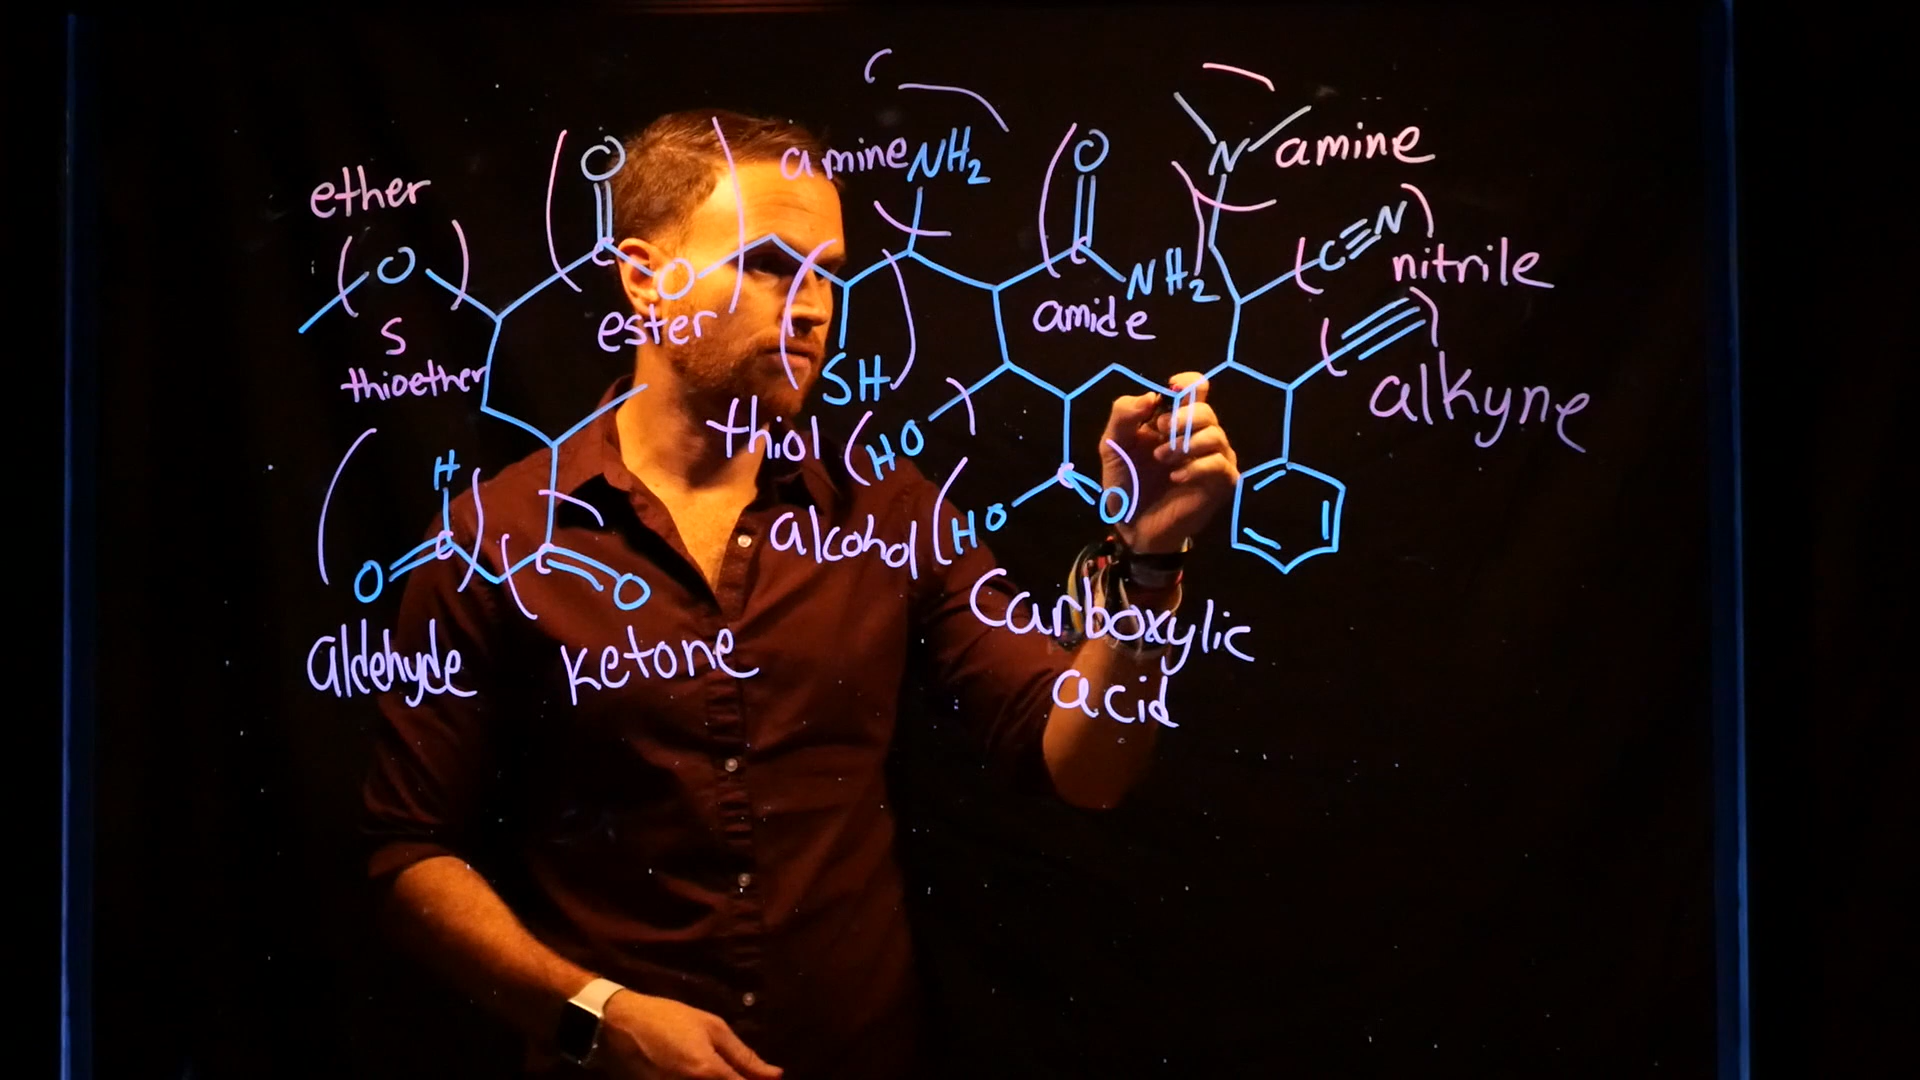 O
amine NH2
O
N amine
ether
O
O
C
C
NH2
C≡N
nitrile
S
ester
amide
thioether
SH
alkyne
thiol
HO
H
alcohol
HO
C
O
O
C
C
O
Carboxylic
acid
aldehyde
ketone